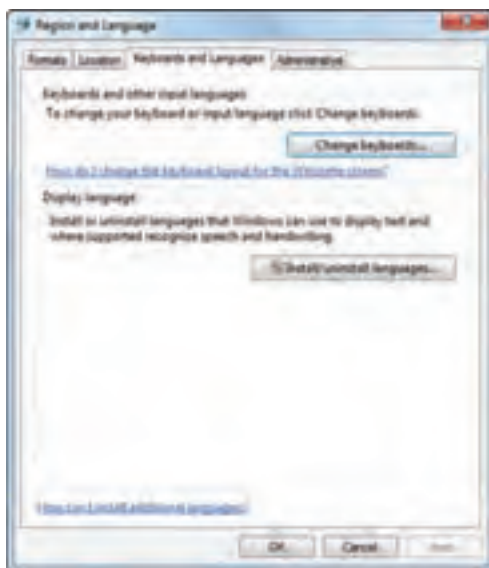 Region and Language
Formats Location Keyboards and Languages Administrative
Keyboards and other input languages
To change your keyboard or input language click Change keyboards.
Change keyboards...
How do I change the keyboard layout for the Welcome screen?
Display language
Install or uninstall languages that Windows can use to display text and
where supported recognize speech and handwriting.
Install/uninstall languages...
How can I install additional languages?
OK Cancel Apply